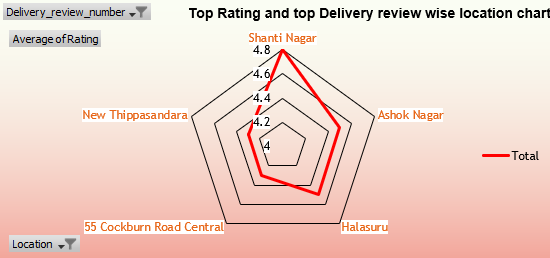 Delivery_review_number
Top Rating and top Delivery review wise location chart
Average of Rating
Shanti Nagar
4.8
4.6
4.4
4.2
4
New Thippasandara
Ashok Nagar
Total
55 Cockburn Road Central
Halasuru
Location